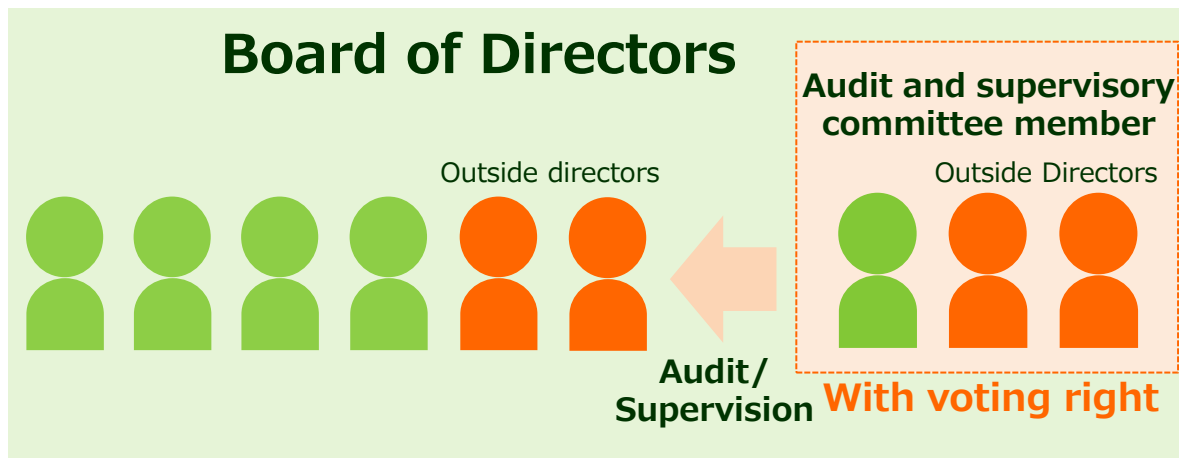 Board of Directors
Audit and supervisory
committee member
Outside directors
Outside Directors
Audit/
Supervision
With voting right